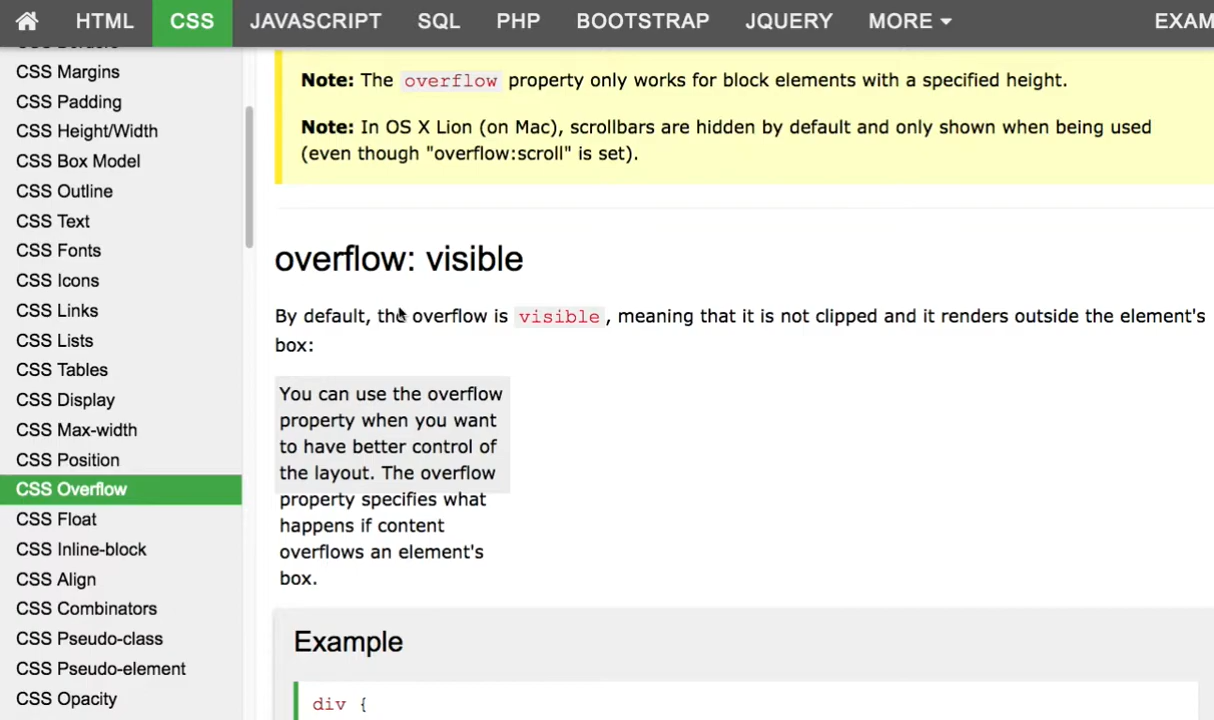 HTML CSS JAVASCRIPT SQL PHP BOOTSTRAP JQUERY MORE EXAM
CSS Borders
CSS Margins
CSS Padding
CSS Height/Width
CSS Box Model
CSS Outline
CSS Text
CSS Fonts
CSS Icons
CSS Links
CSS Lists
CSS Tables
CSS Display
CSS Max-width
CSS Position
CSS Overflow
CSS Float
CSS Inline-block
CSS Align
CSS Combinators
CSS Pseudo-class
CSS Pseudo-element
CSS Opacity
Note: The overflow property only works for block elements with a specified height.
Note: In OS X Lion (on Mac), scrollbars are hidden by default and only shown when being used
(even though "overflow:scroll" is set).
overflow: visible
By default, the overflow is visible, meaning that it is not clipped and it renders outside the element's
box:
You can use the overflow
property when you want
to have better control of
the layout. The overflow
property specifies what
happens if content
overflows an element's
box.
Example
div {